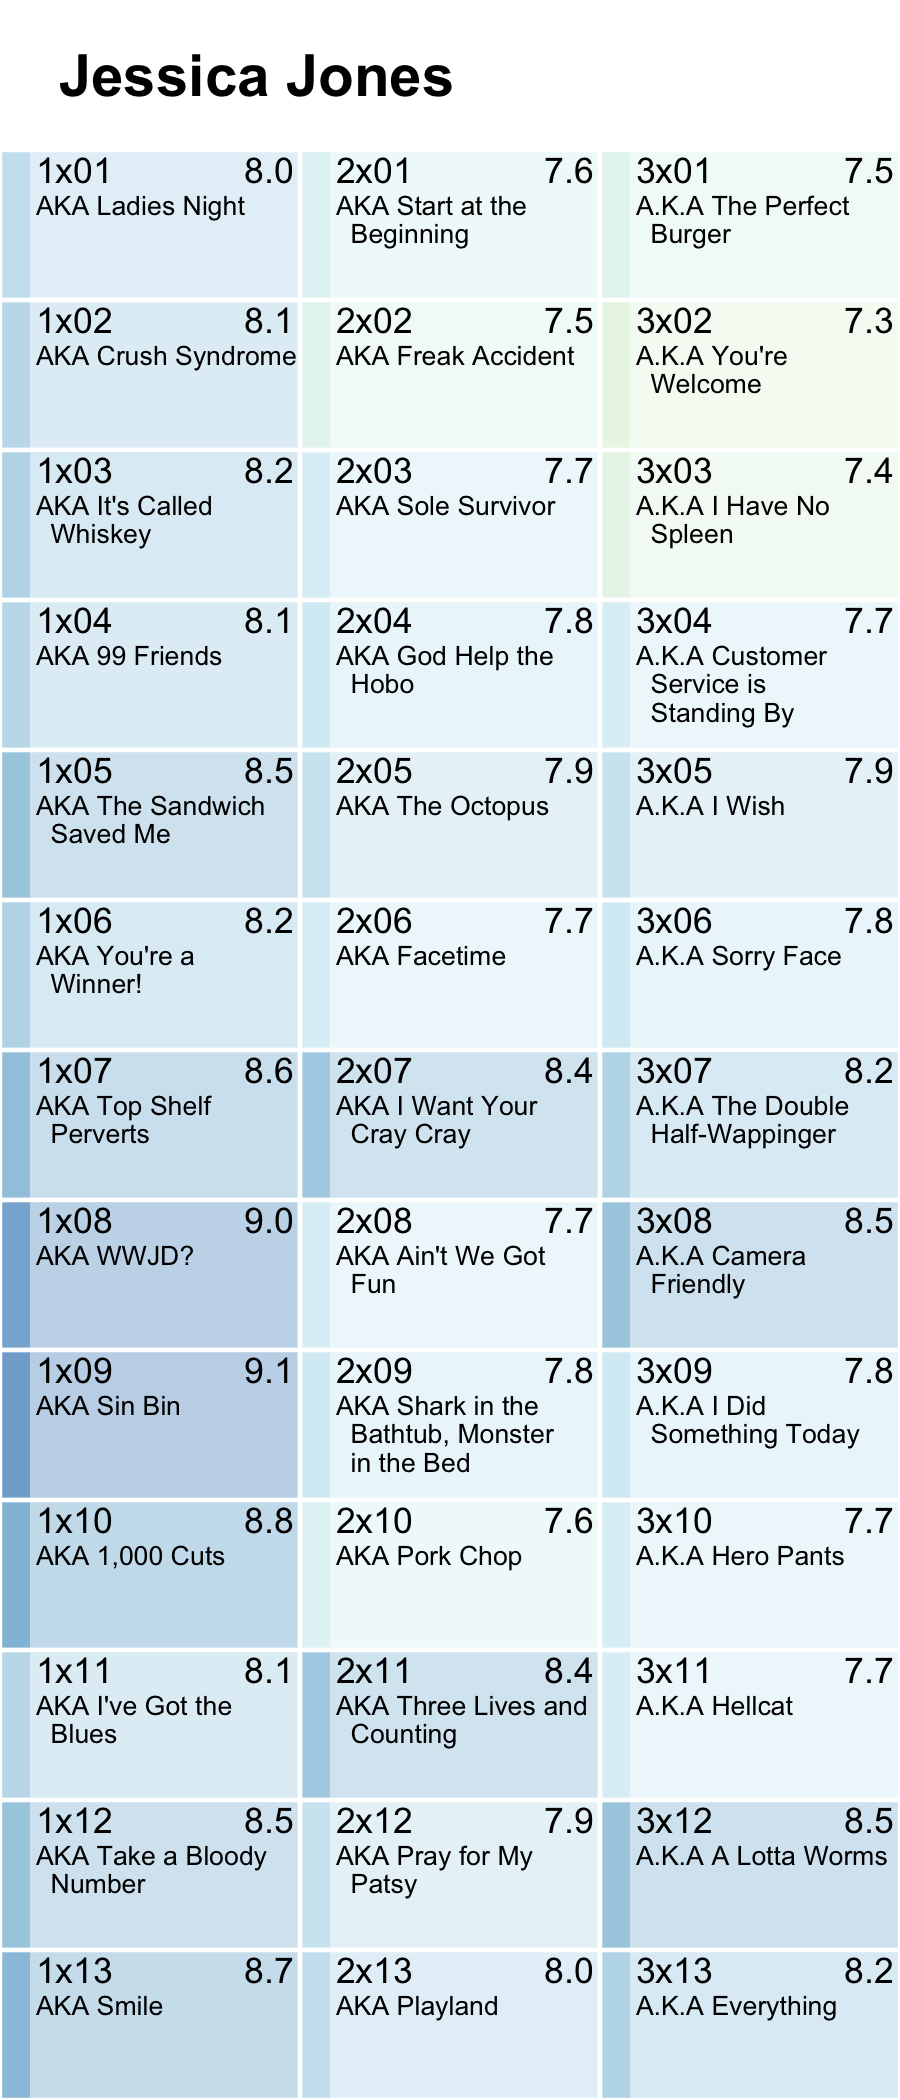 Jessica Jones
1x01 8.0
AKA Ladies Night
2x01 7.6
AKA Start at the
Beginning
3x01 7.5
A.K.A The Perfect
Burger
1x02 8.1
AKA Crush Syndrome
2x02 7.5
AKA Freak Accident
3x02 7.3
A.K.A You're
Welcome
1x03 8.2
AKA It's Called
Whiskey
2x03 7.7
AKA Sole Survivor
3x03 7.4
A.K.A I Have No
Spleen
1x04 8.1
AKA 99 Friends
2x04 7.8
AKA God Help the
Hobo
3x04 7.7
A.K.A Customer
Service is
Standing By
1x05 8.5
AKA The Sandwich
Saved Me
2x05 7.9
AKA The Octopus
3x05 7.9
A.K.A I Wish
1x06 8.2
AKA You're a
Winner!
2x06 7.7
AKA Facetime
3x06 7.8
A.K.A Sorry Face
1x07 8.6
AKA Top Shelf
Perverts
2x07 8.4
AKA I Want Your
Cray Cray
3x07 8.2
A.K.A The Double
Half-Wappinger
1x08 9.0
AKA WWJD?
2x08 7.7
AKA Ain't We Got
Fun
3x08 8.5
A.K.A Camera
Friendly
1x09 9.1
AKA Sin Bin
2x09 7.8
AKA Shark in the
Bathtub, Monster
in the Bed
3x09 7.8
A.K.A I Did
Something Today
1x10 8.8
AKA 1,000 Cuts
2x10 7.6
AKA Pork Chop
3x10 7.7
A.K.A Hero Pants
1x11 8.1
AKA I've Got the
Blues
2x11 8.4
AKA Three Lives and
Counting
3x11 7.7
A.K.A Hellcat
1x12 8.5
AKA Take a Bloody
Number
2x12 7.9
AKA Pray for My
Patsy
3x12 8.5
A.K.A A Lotta Worms
1x13 8.7
AKA Smile
2x13 8.0
AKA Playland
3x13 8.2
A.K.A Everything